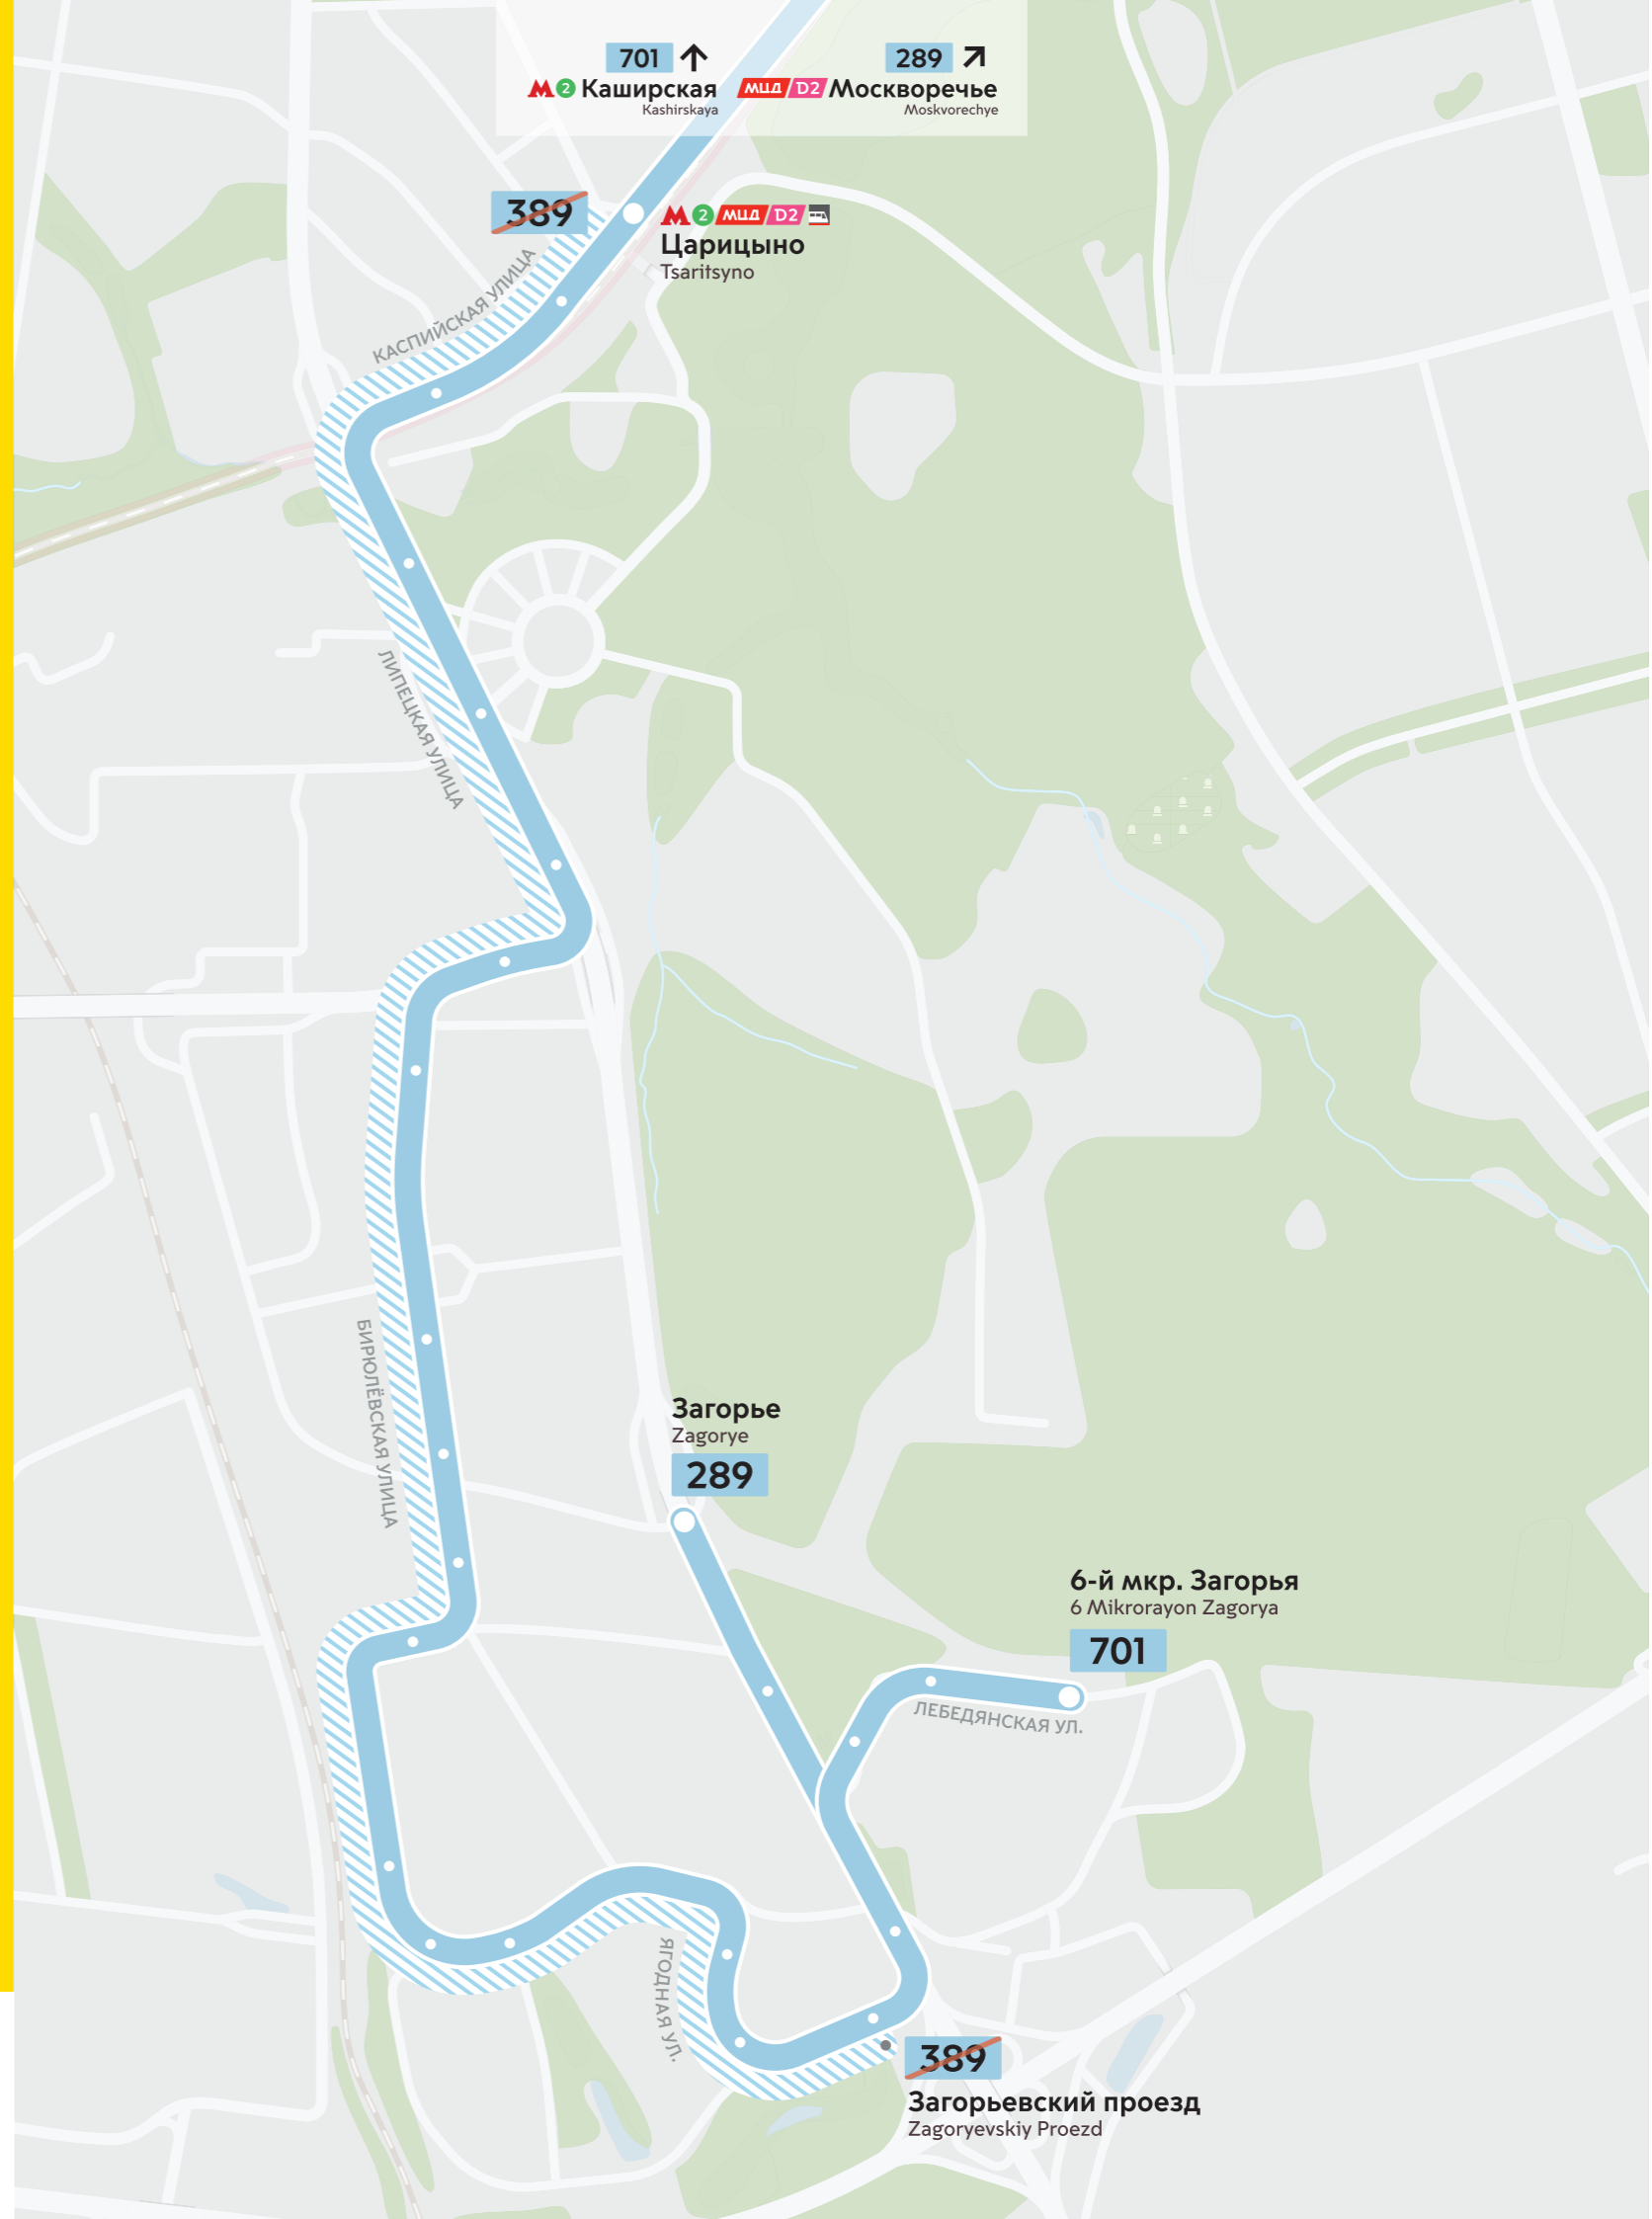 701 ↑
М 2 Каширская
Kashirskaya
289 ↗
МЦД D2 Москворечье
Moskvorechye
389
М 2 МЦД D2
Царицыно
Tsaritsyno
КАСПИЙСКАЯ УЛИЦА
ЛИПЕЦКАЯ УЛИЦА
БИРЮЛЁВСКАЯ УЛИЦА
Загорье
Zagorye
289
6-й мкр. Загорья
6 Mikrorayon Zagorya
701
ЛЕБЕДЯНСКАЯ УЛ.
ЯГОДНАЯ УЛ.
389
Загорьевский проезд
Zagoryevskiy Proezd